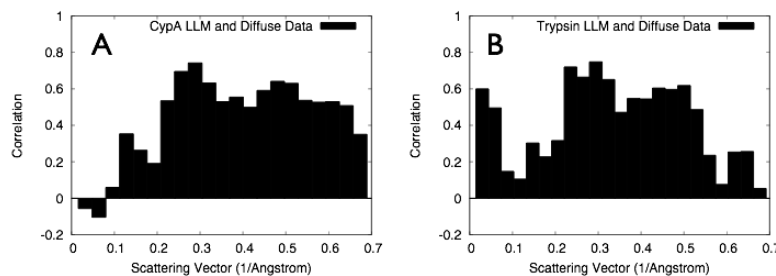 A
CypA LLM and Diffuse Data
1
0.8
0.6
0.4
0.2
0
-0.2
Correlation
0 0.1 0.2 0.3 0.4 0.5 0.6 0.7
Scattering Vector (1/Angstrom)
B
Trypsin LLM and Diffuse Data
1
0.8
0.6
0.4
0.2
0
-0.2
Correlation
0 0.1 0.2 0.3 0.4 0.5 0.6 0.7
Scattering Vector (1/Angstrom)